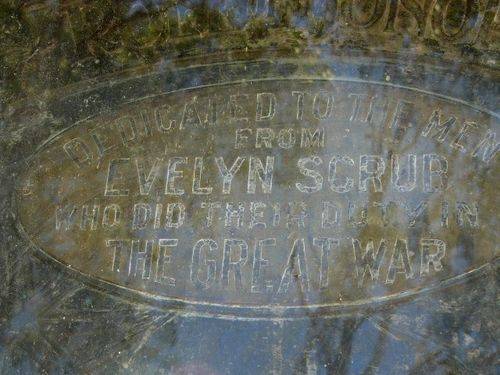 DEDICATED TO THE MEN
FROM
EVELYN SCRUB
WHO DID THEIR DUTY IN
THE GREAT WAR